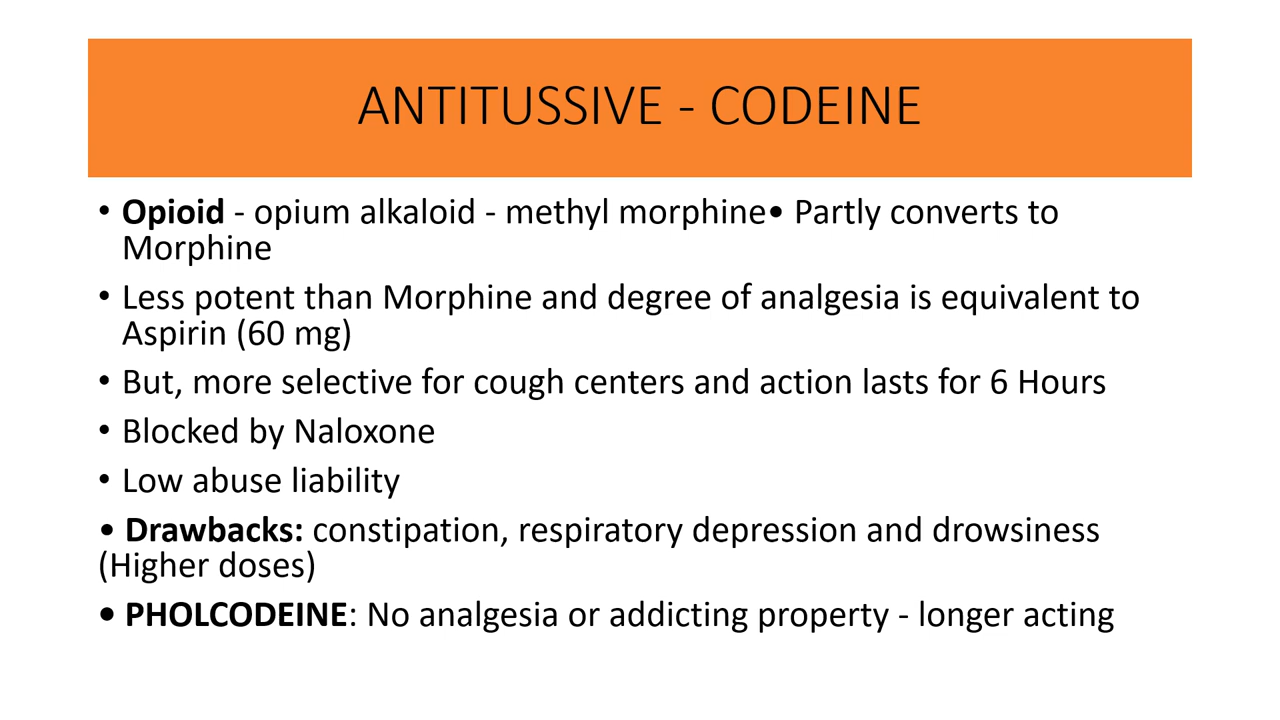 ANTITUSSIVE - CODEINE
• Opioid - opium alkaloid - methyl morphine• Partly converts to
Morphine
• Less potent than Morphine and degree of analgesia is equivalent to
Aspirin (60 mg)
• But, more selective for cough centers and action lasts for 6 Hours
• Blocked by Naloxone
• Low abuse liability
• Drawbacks: constipation, respiratory depression and drowsiness
(Higher doses)
• PHOLCODEINE: No analgesia or addicting property - longer acting